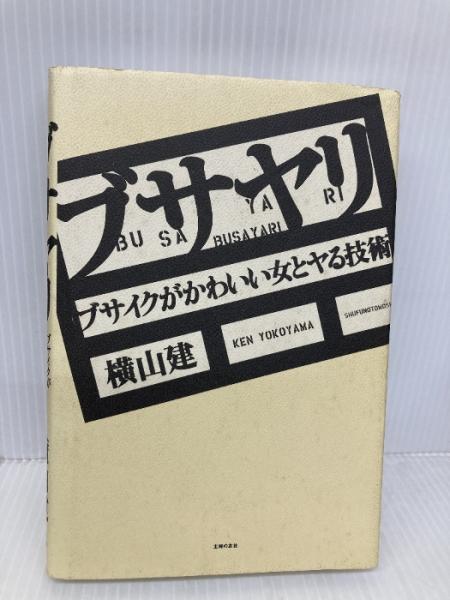 ブサヤリ
BU SA YA RI
BUSAYARI
ブサイクがかわいい女とヤる技術
横山建
KEN YOKOYAMA
主婦の友社